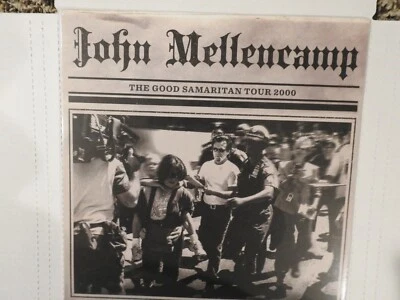 John Mellencamp
THE GOOD SAMARITAN TOUR 2000